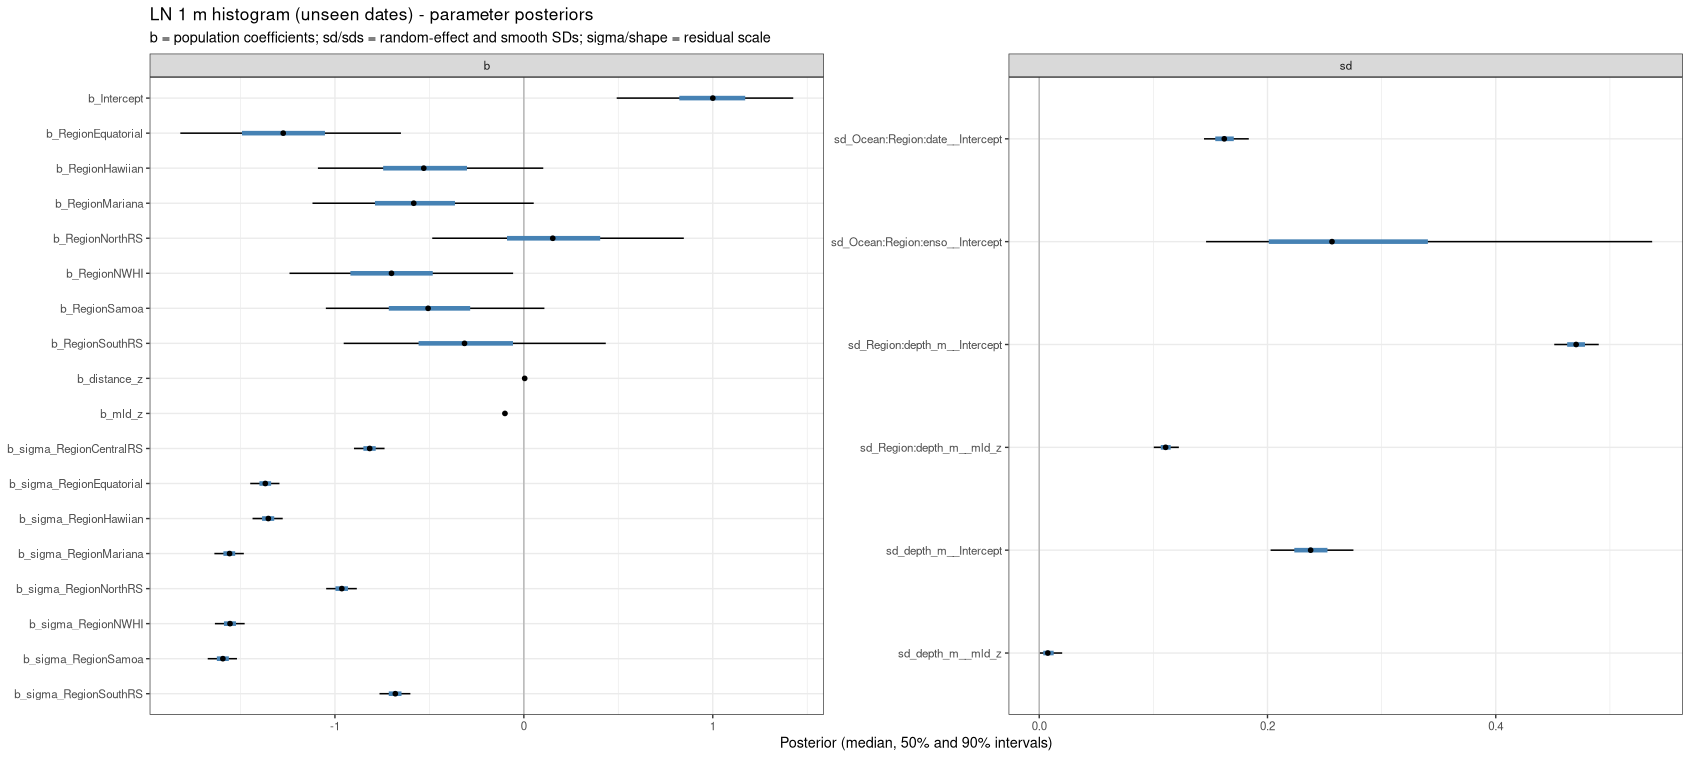 LN 1 m histogram (unseen dates) - parameter posteriors
b = population coefficients; sd/sds = random-effect and smooth SDs; sigma/shape = residual scale
b
b_Intercept
b_RegionEquatorial
b_RegionHawiian
b_RegionMariana
b_RegionNorthRS
b_RegionNWHI
b_RegionSamoa
b_RegionSouthRS
b_distance_z
b_mld_z
b_sigma_RegionCentralRS
b_sigma_RegionEquatorial
b_sigma_RegionHawiian
b_sigma_RegionMariana
b_sigma_RegionNorthRS
b_sigma_RegionNWHI
b_sigma_RegionSamoa
b_sigma_RegionSouthRS
-1 0 1
sd
sd_Ocean:Region:date__Intercept
sd_Ocean:Region:enso__Intercept
sd_Region:depth_m__Intercept
sd_Region:depth_m__mld_z
sd_depth_m__Intercept
sd_depth_m__mld_z
0.0 0.2 0.4
Posterior (median, 50% and 90% intervals)